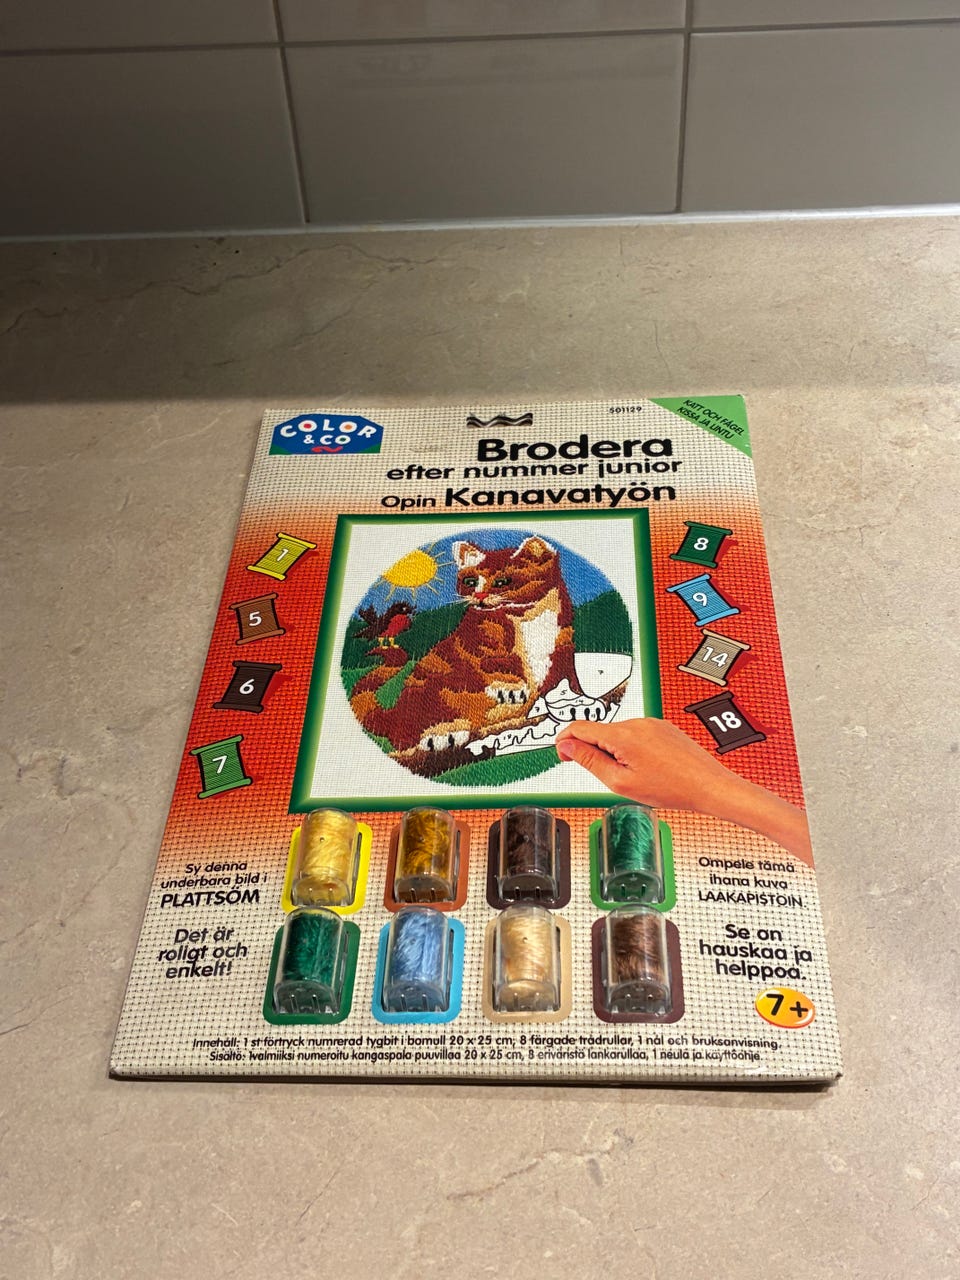 COLOR
& CO
501129
KATT OCH FÅGEL
KISSA JA LINTU
Brodera
efter nummer junior
Opin Kanavatyön
1
5
6
7
8
9
14
18
Sy denna
underbara bild i
PLATTSÖM
Det är
roligt och
enkelt!
Ompele tämä
ihana kuva
LAAKAPISTOIN.
Se on
hauskaa ja
helppoa.
7+
Innehåll: 1 st förtryck numrerad tygbit i bomull 20 x 25 cm, 8 färgade trådrullar, 1 nål och bruksanvisning.
Sisältö: 1valmiiksi numeroitu kangaspala puuvillaa 20 x 25 cm, 8 eriväristä lankarullaa, 1 neula ja käyttöohje.